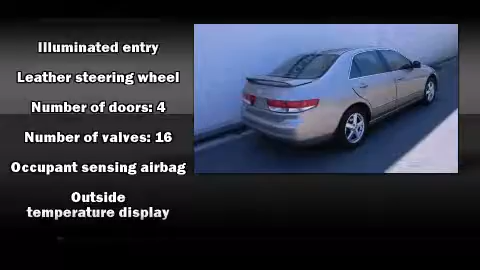 Illuminated entry
Leather steering wheel
Number of doors: 4
Number of valves: 16
Occupant sensing airbag
Outside
temperature display